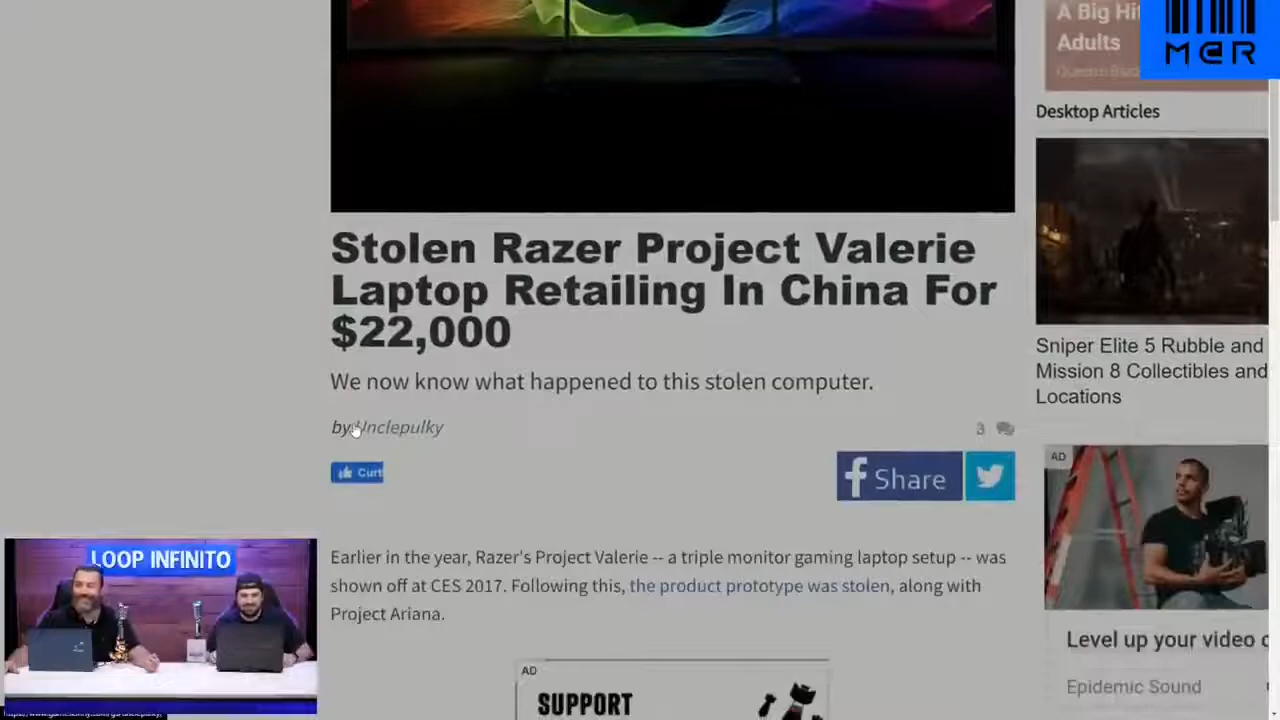 A Big Hit
Adults
MER
Desktop Articles
Stolen Razer Project Valerie
Laptop Retailing In China For
$22,000
We now know what happened to this stolen computer.
by Unclepulky
3
Curt
Share
Sniper Elite 5 Rubble and
Mission 8 Collectibles and
Locations
AD
LOOP INFINITO
Earlier in the year, Razer's Project Valerie -- a triple monitor gaming laptop setup -- was
shown off at CES 2017. Following this, the product prototype was stolen, along with
Project Ariana.
Level up your video c
Epidemic Sound
AD
SUPPORT